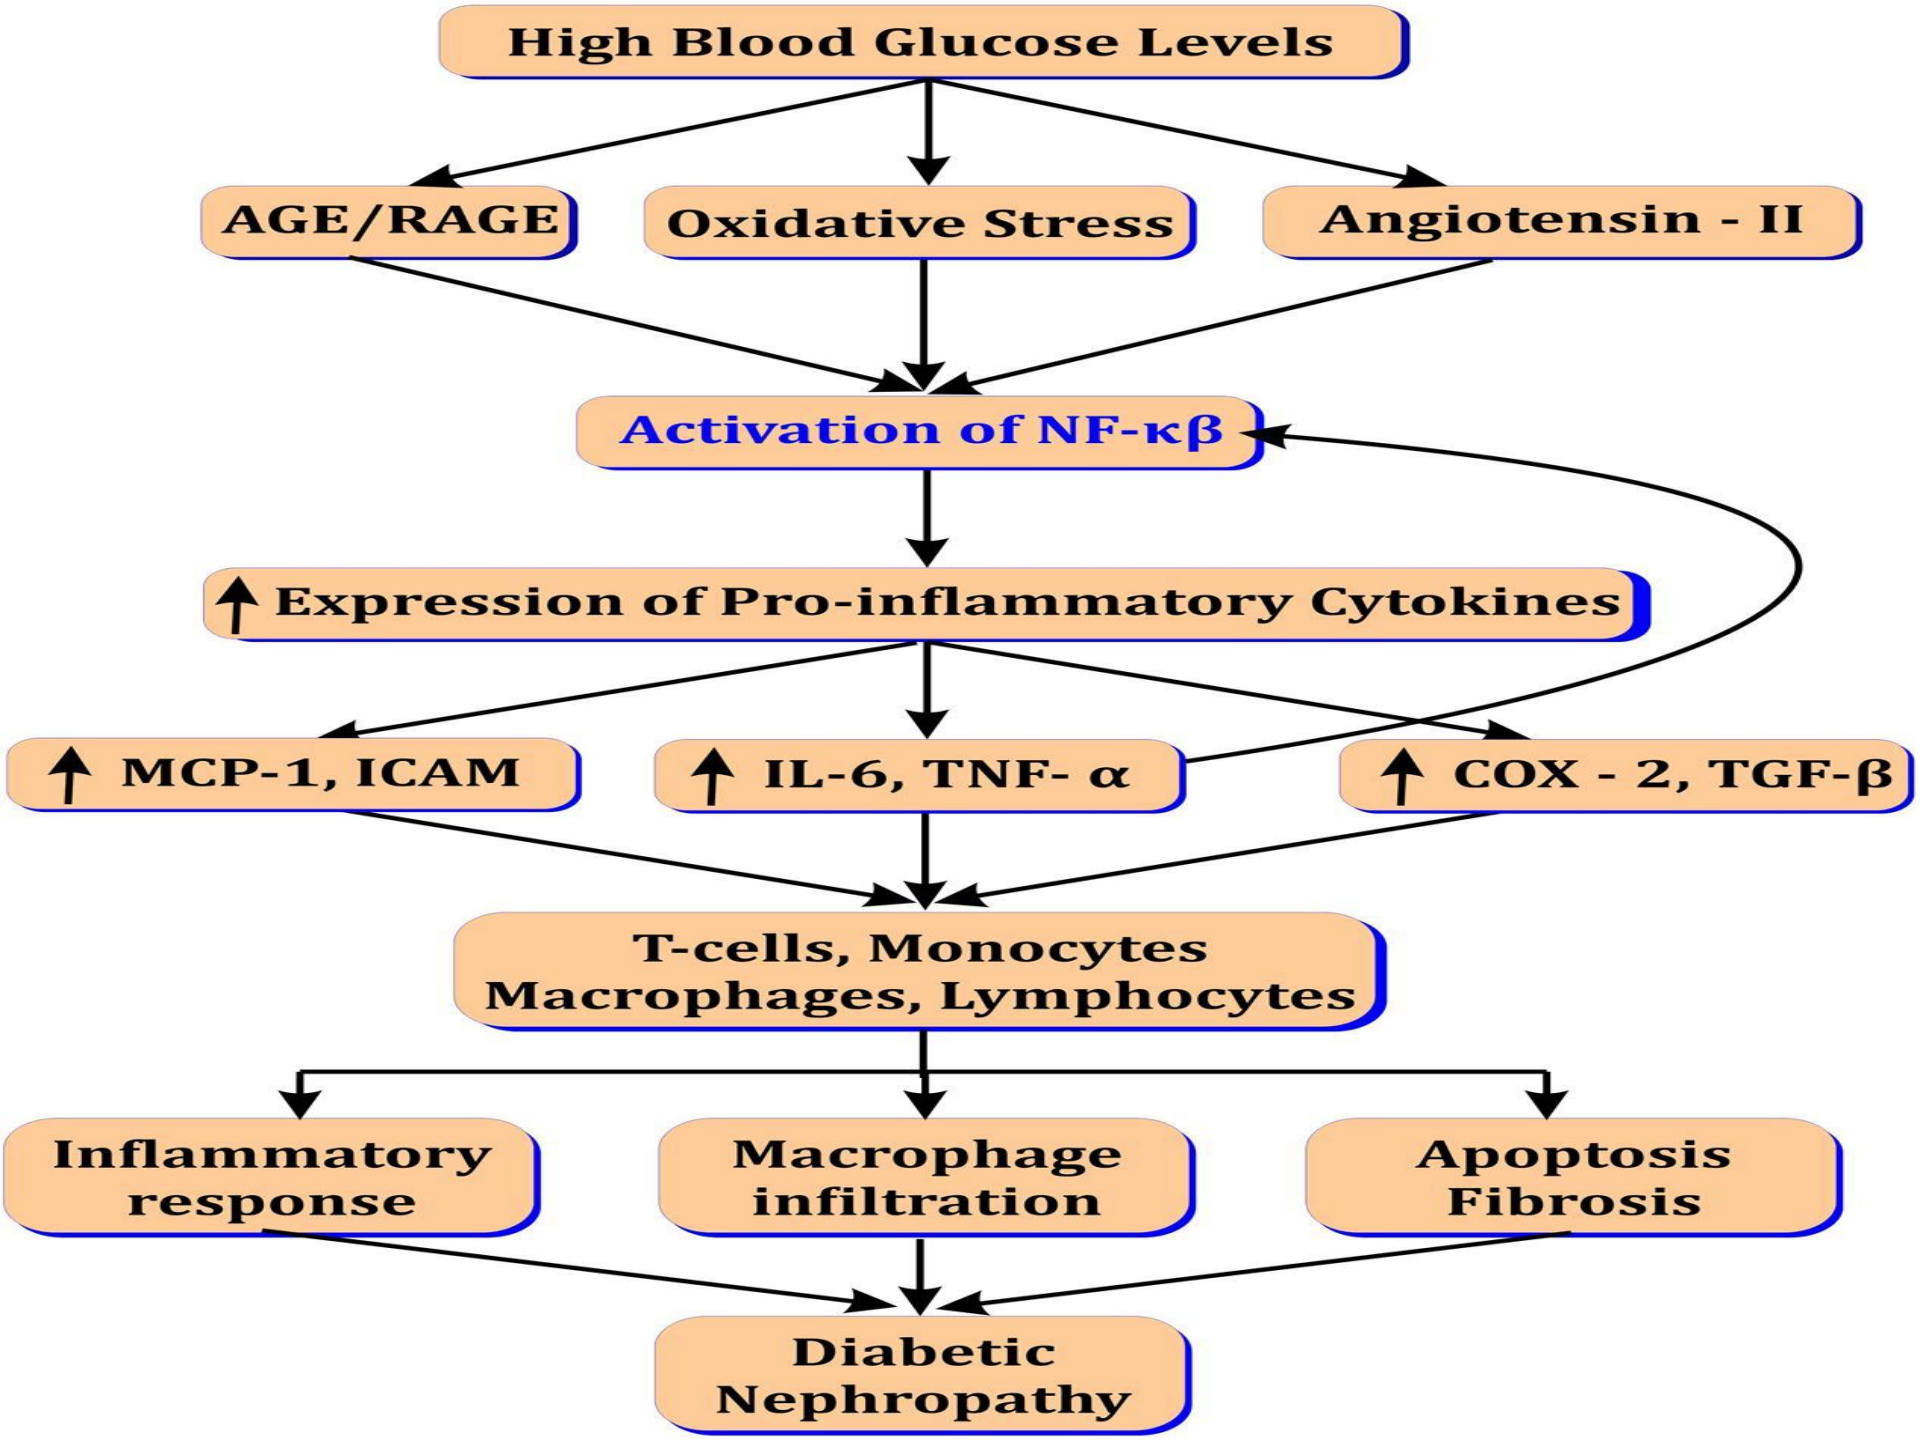 High Blood Glucose Levels
AGE/RAGE
Oxidative Stress
Angiotensin - II
Activation of NF-κβ
Expression of Pro-inflammatory Cytokines
MCP-1, ICAM
IL-6, TNF- α
COX - 2, TGF-β
T-cells, Monocytes
Macrophages, Lymphocytes
Inflammatory
response
Macrophage
infiltration
Apoptosis
Fibrosis
Diabetic
Nephropathy